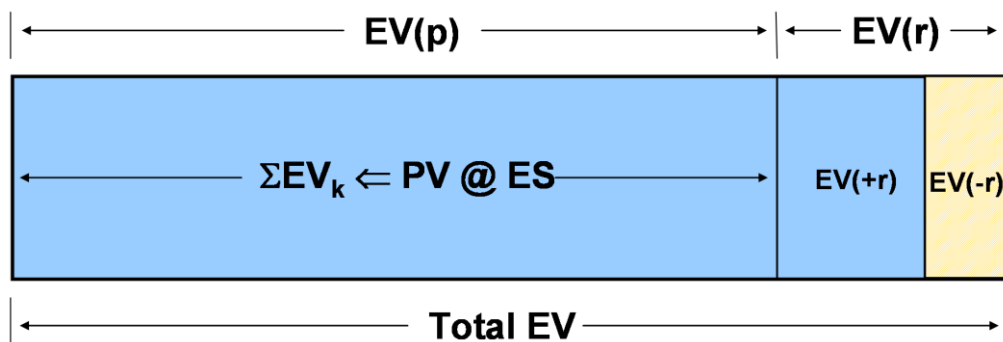 EV(p) EV(r)
ΣEVₖ ⇐ PV @ ES EV(+r) EV(-r)
Total EV